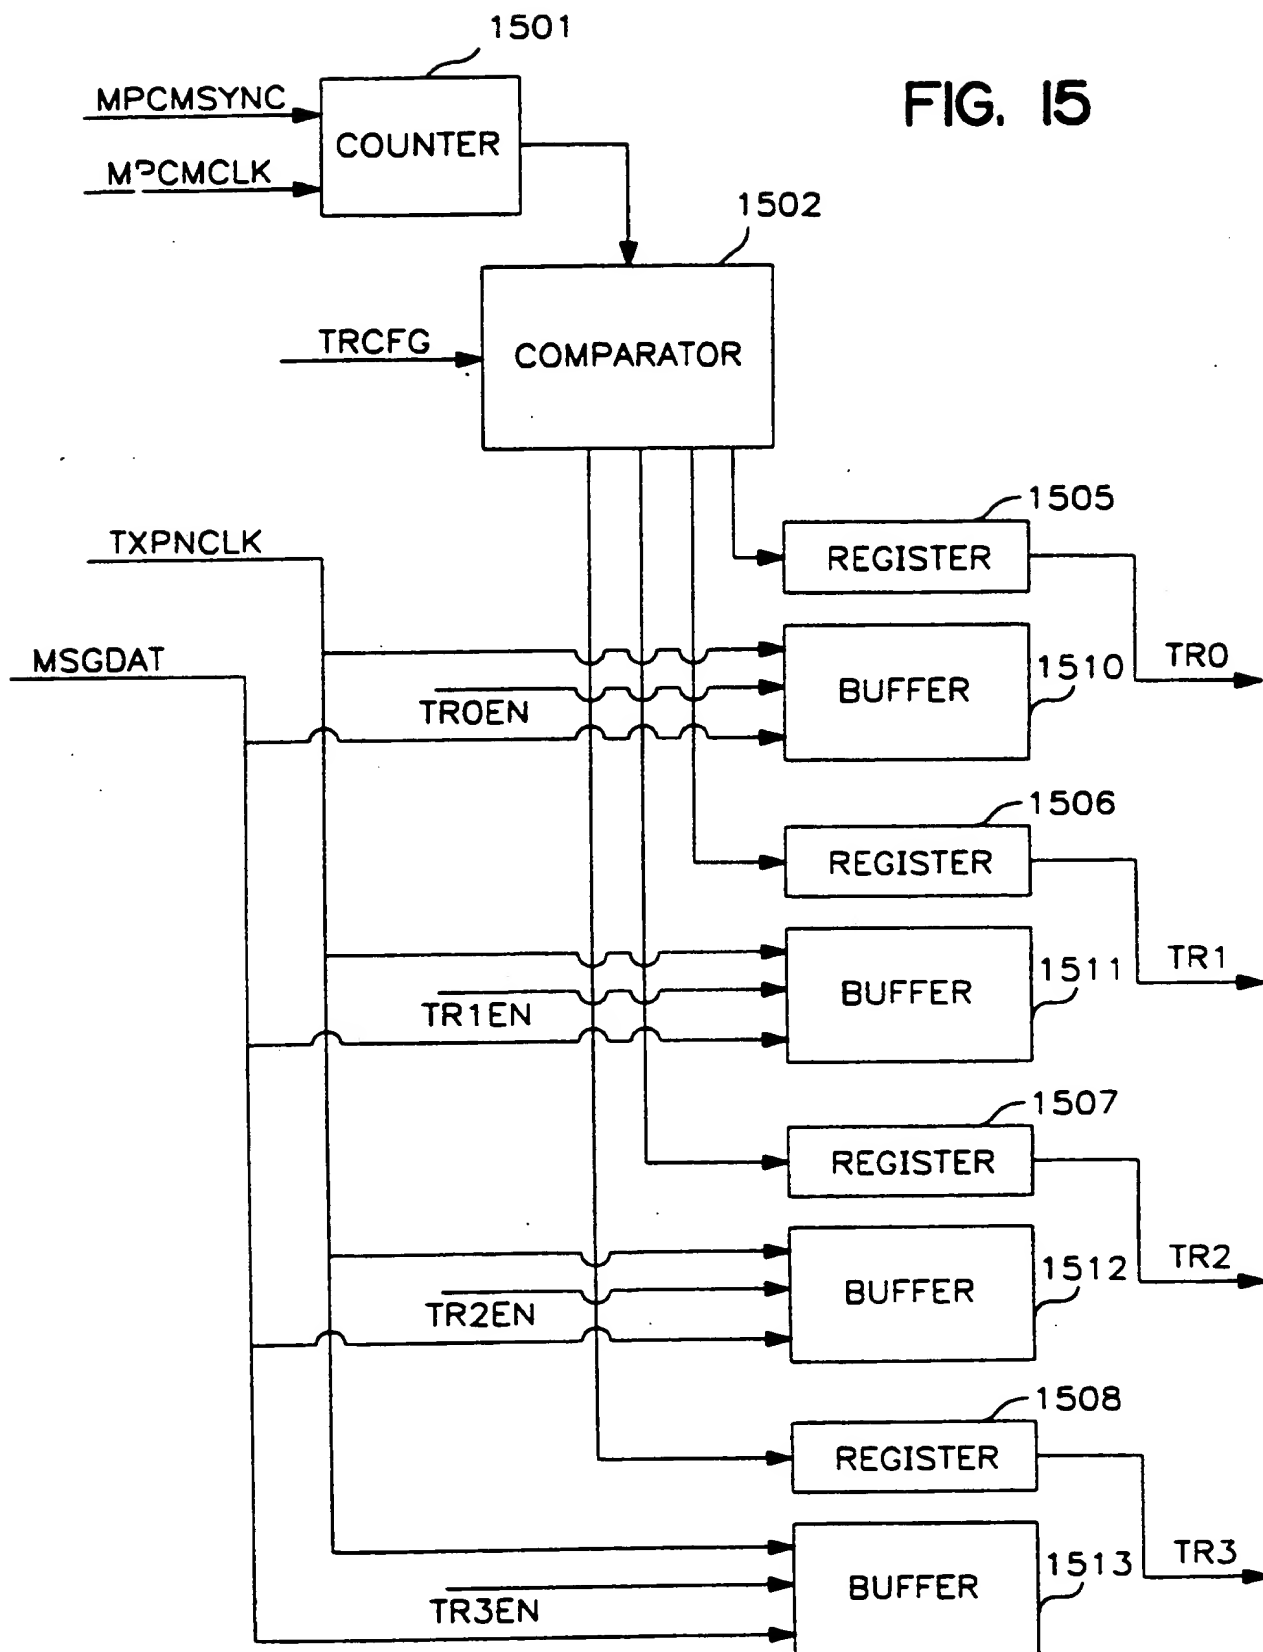 1501
FIG. 15
MPCMSYNC
COUNTER
MPCMCLK
1502
TRCFG
COMPARATOR
1505
TXPNCLK
REGISTER
MSGDAT
TR0
1510
BUFFER
TR0EN
1506
REGISTER
TR1
1511
BUFFER
TR1EN
1507
REGISTER
TR2
1512
BUFFER
TR2EN
1508
REGISTER
TR3
1513
BUFFER
TR3EN